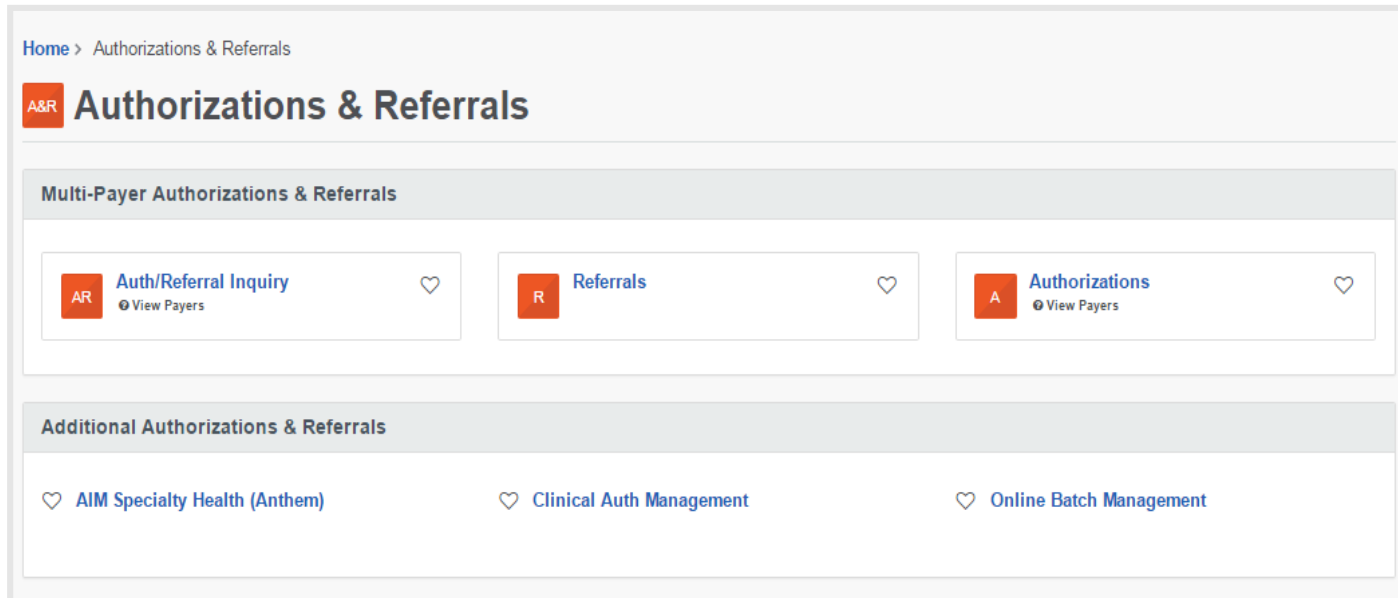 Home > Authorizations & Referrals
A&R Authorizations & Referrals
Multi-Payer Authorizations & Referrals
AR Auth/Referral Inquiry
View Payers
R Referrals
A Authorizations
View Payers
Additional Authorizations & Referrals
AIM Specialty Health (Anthem)
Clinical Auth Management
Online Batch Management